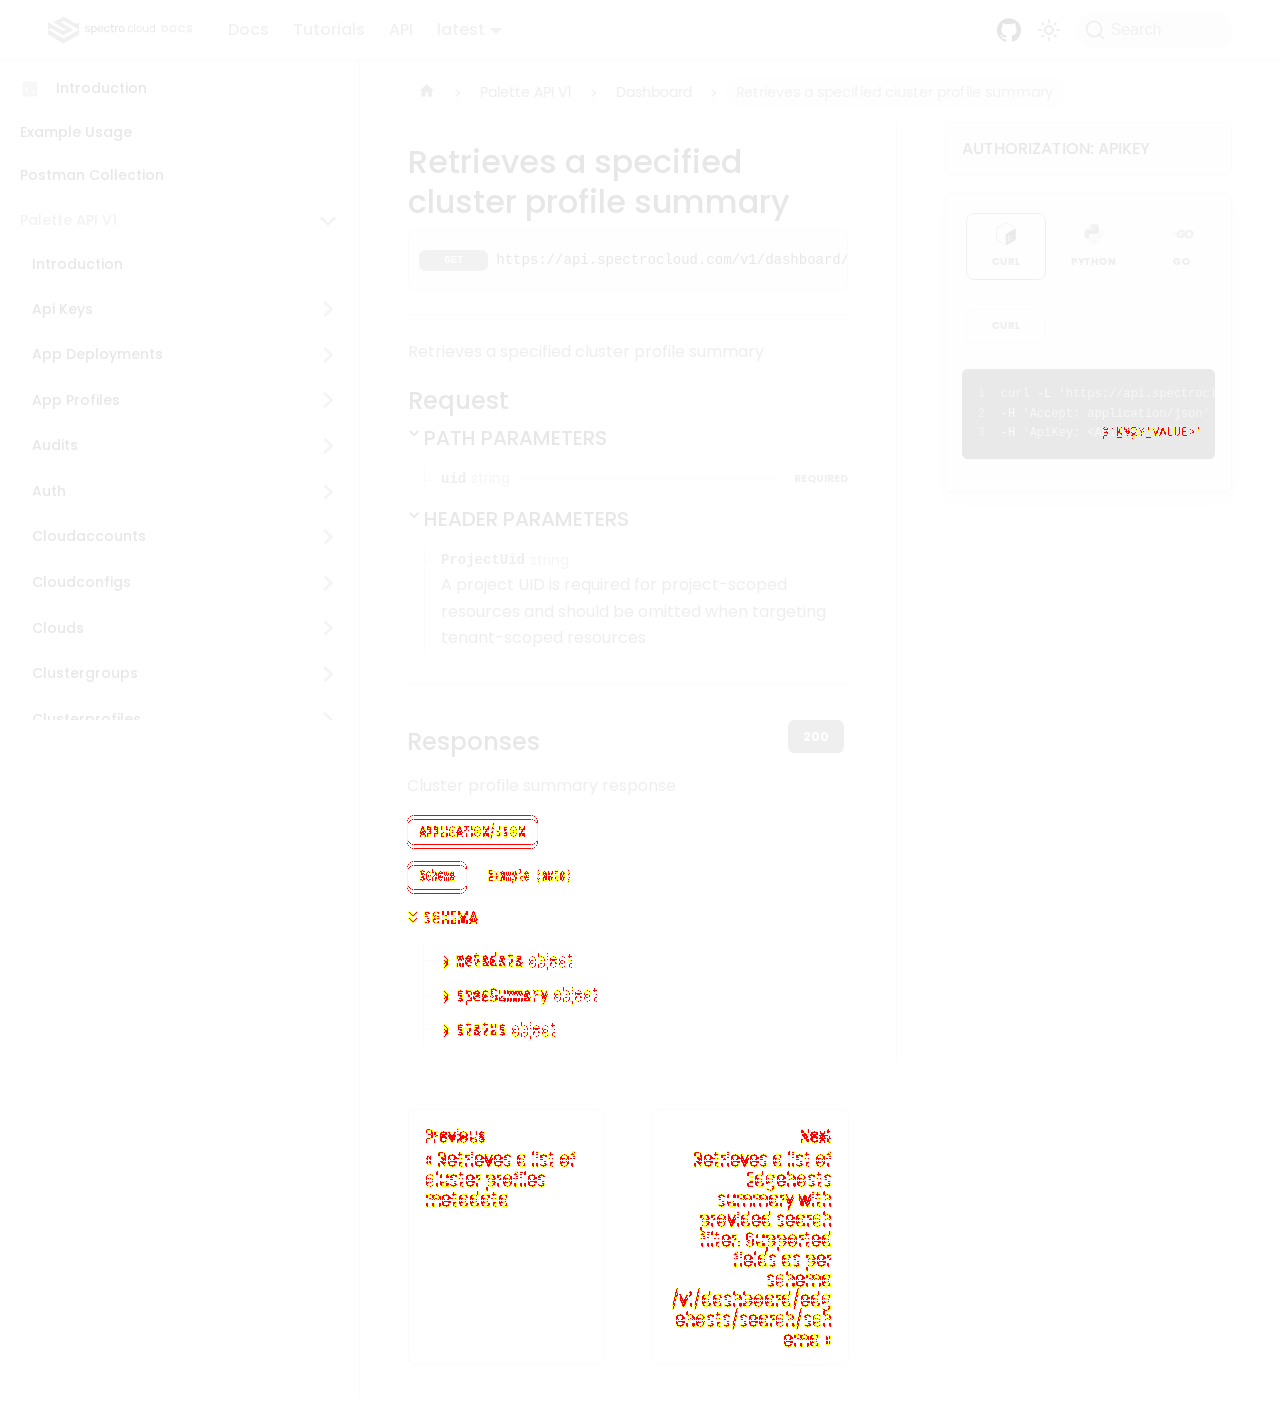 spectro cloud DOCS
Docs
Tutorials
API
latest
Search
Introduction
Example Usage
Postman Collection
Palette API V1
Introduction
Api Keys
App Deployments
App Profiles
Audits
Auth
Cloudaccounts
Cloudconfigs
Clouds
Clustergroups
Clusterprofiles
Palette API V1
Dashboard
Retrieves a specified cluster profile summary
Retrieves a specified
cluster profile summary
GET https://api.spectrocloud.com/v1/dashboard/
Retrieves a specified cluster profile summary
Request
PATH PARAMETERS
uid string REQUIRED
HEADER PARAMETERS
ProjectUid string
A project UID is required for project-scoped
resources and should be omitted when targeting
tenant-scoped resources
Responses
200
Cluster profile summary response
APPLICATION/JSON
Schema
Example (auto)
SCHEMA
metadata object
specSummary object
status object
Previous
« Retrieves a list of
cluster profiles
metadata
Next
Retrieves a list of
Edgehosts
summary with
provided search
filter. Supported
fields as per
schema
/v1/dashboard/edg
ehosts/search/sch
ema »
AUTHORIZATION: APIKEY
CURL
PYTHON
GO
CURL
1 curl -L 'https://api.spectrocl
2 -H 'Accept: application/json'
3 -H 'ApiKey: